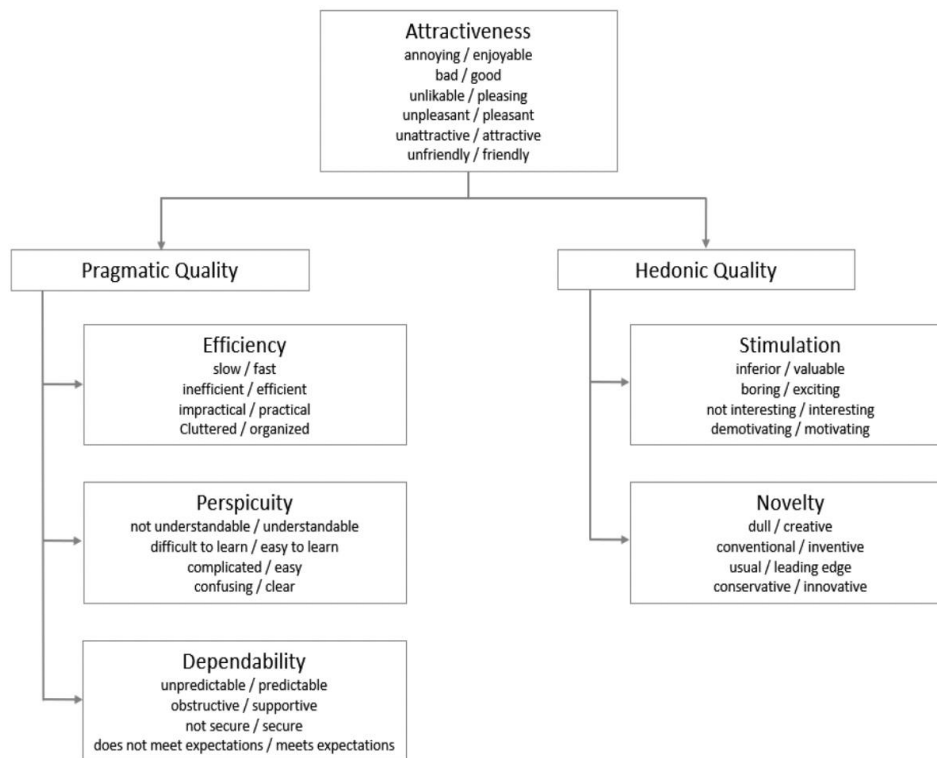 Attractiveness
annoying / enjoyable
bad / good
unlikable / pleasing
unpleasant / pleasant
unattractive / attractive
unfriendly / friendly
Pragmatic Quality
Hedonic Quality
Efficiency
slow / fast
inefficient / efficient
impractical / practical
Cluttered / organized
Perspicuity
not understandable / understandable
difficult to learn / easy to learn
complicated / easy
confusing / clear
Dependability
unpredictable / predictable
obstructive / supportive
not secure / secure
does not meet expectations / meets expectations
Stimulation
inferior / valuable
boring / exciting
not interesting / interesting
demotivating / motivating
Novelty
dull / creative
conventional / inventive
usual / leading edge
conservative / innovative